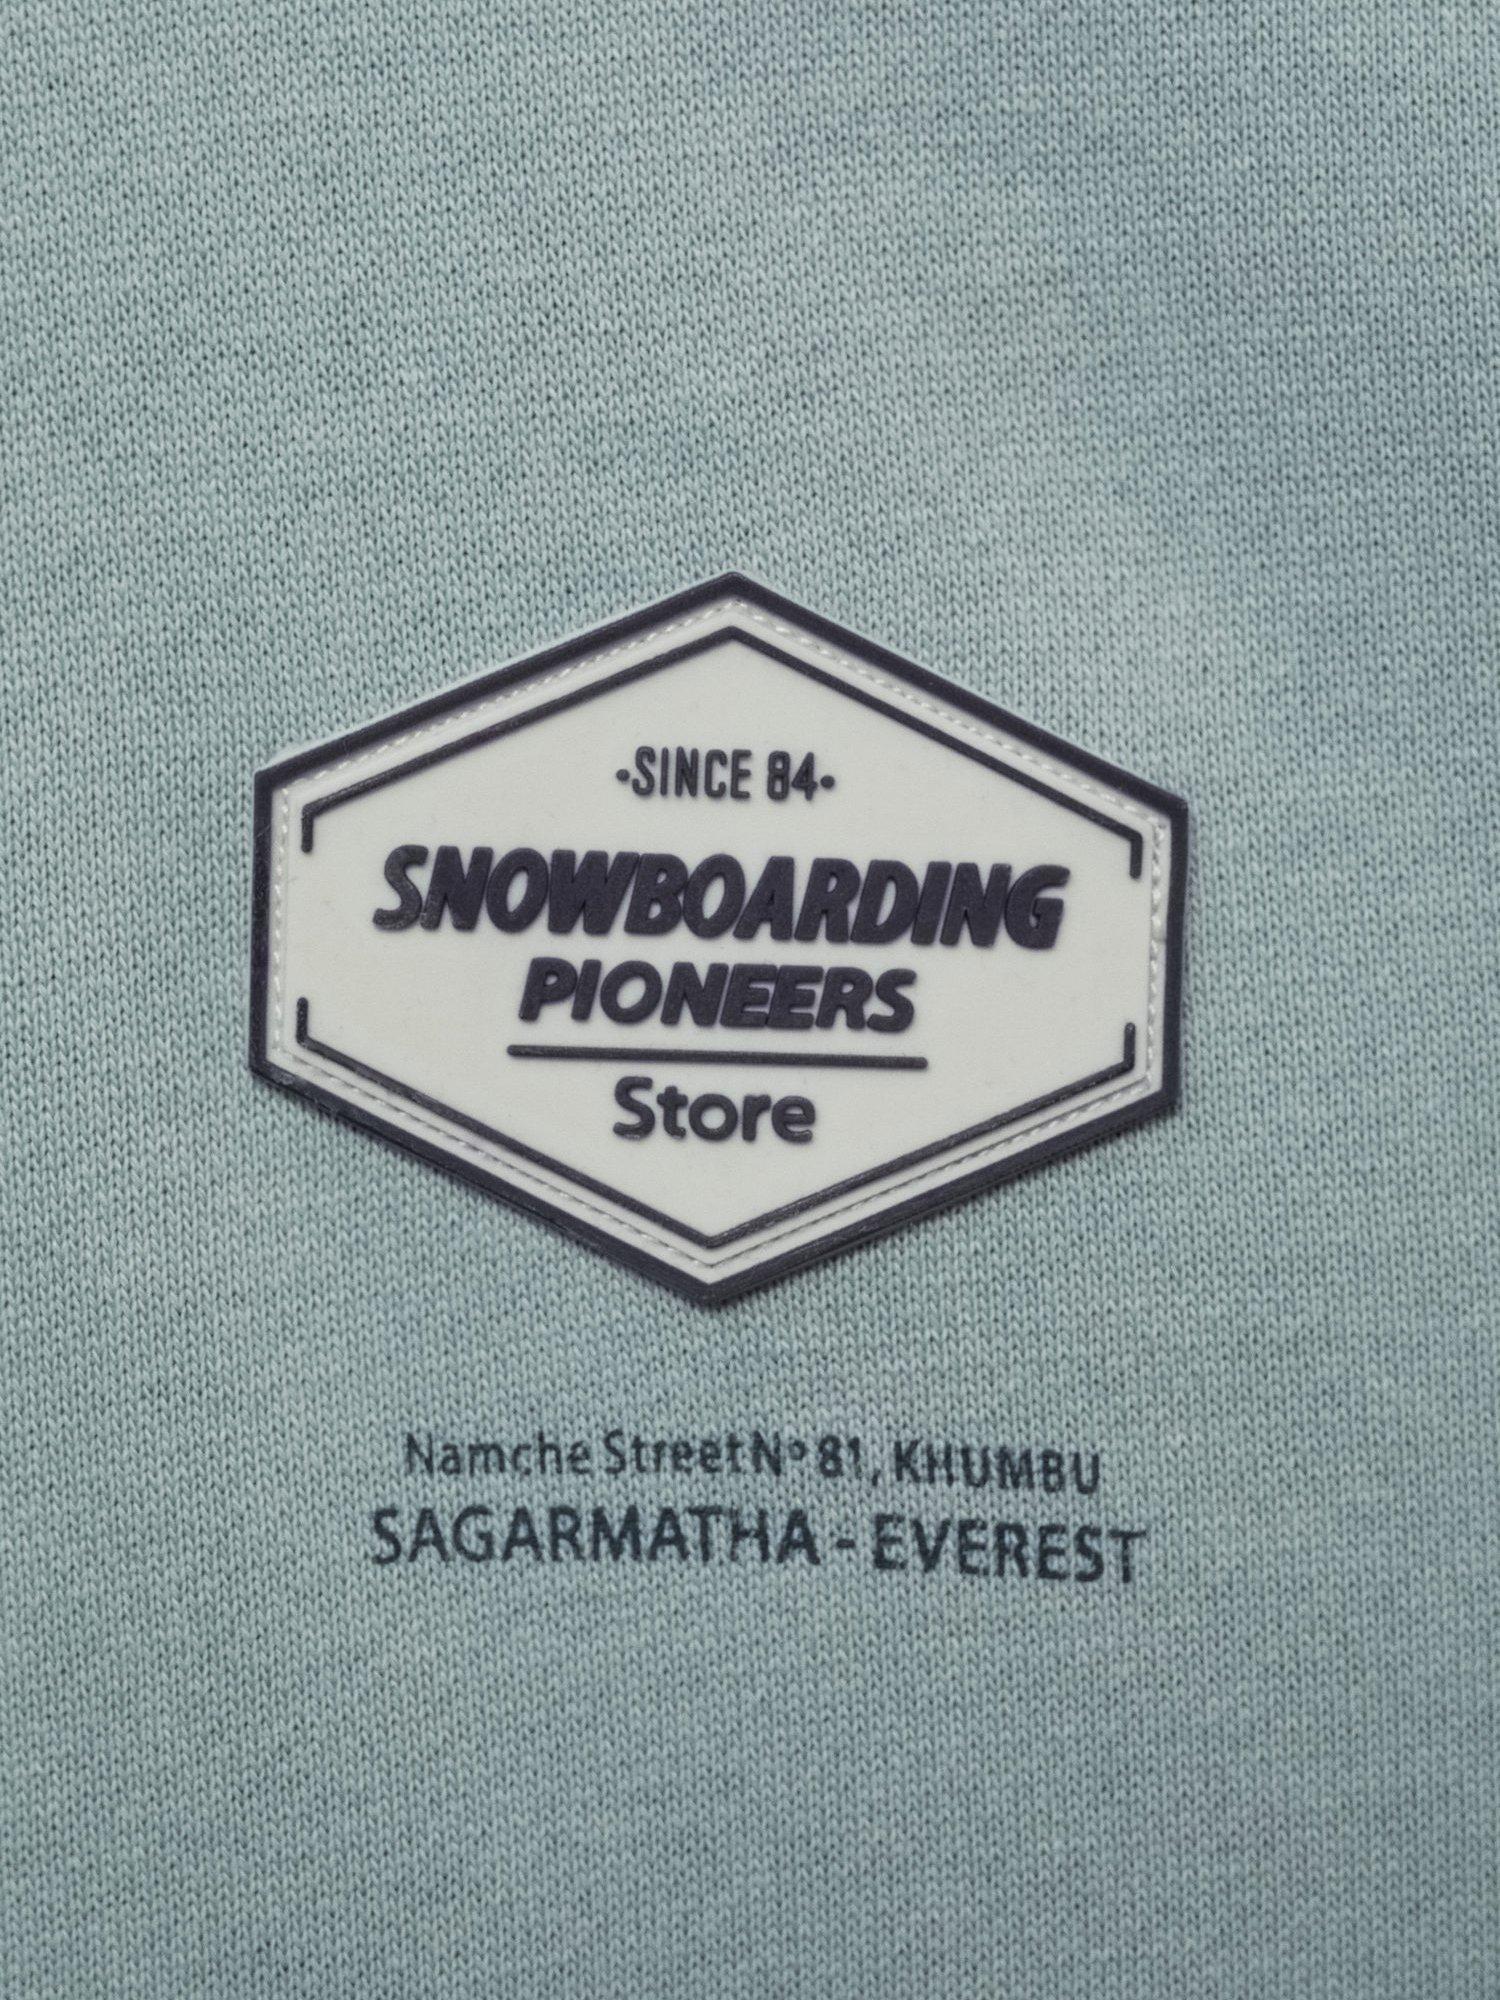 ·SINCE 84·
SNOWBOARDING
PIONEERS
Store
Namche Street Nº 81, KHUMBU
SAGARMATHA - EVEREST